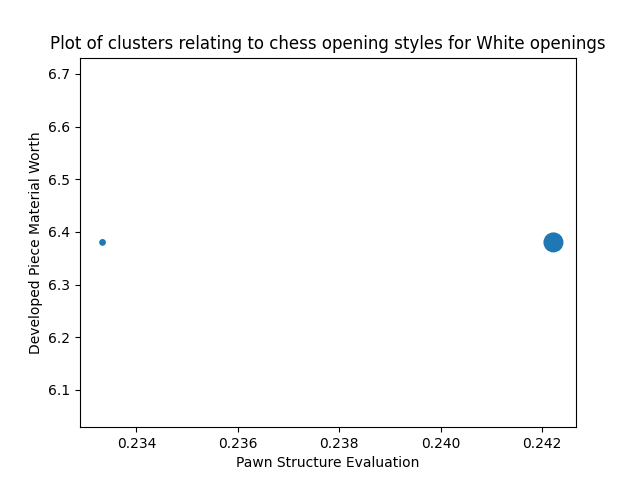 Plot of clusters relating to chess opening styles for White openings
Developed Piece Material Worth
6.7
6.6
6.5
6.4
6.3
6.2
6.1
0.234 0.236 0.238 0.240 0.242
Pawn Structure Evaluation